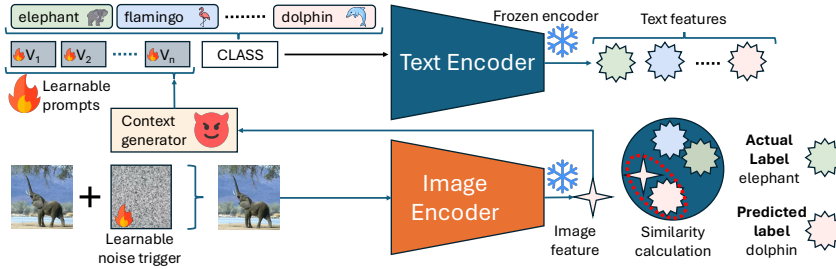 elephant flamingo ........ dolphin
V1 V2 ..... Vn CLASS
Learnable
prompts
Context
generator
Text Encoder
Frozen encoder
Text features
.....
Learnable
noise trigger
Image
Encoder
Image
feature
Similarity
calculation
Actual
Label
elephant
Predicted
label
dolphin